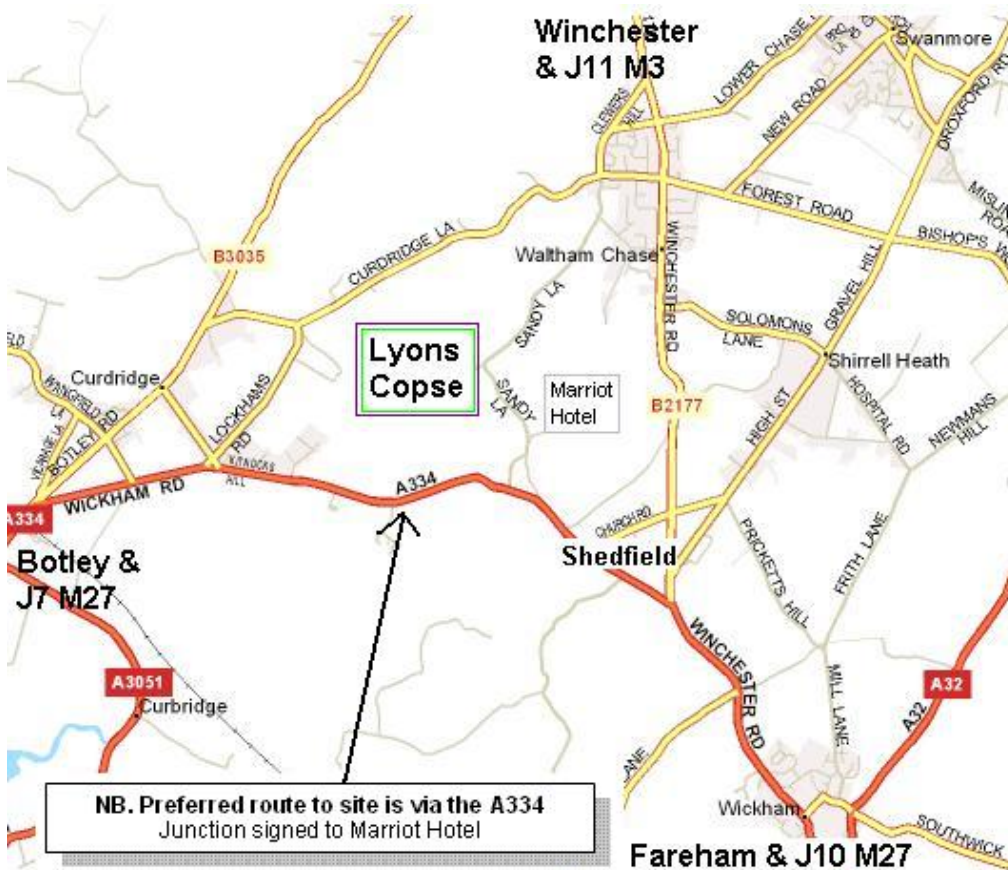 Winchester
& J11 M3
Swanmore
LOWER CHASE
NEW ROAD
DROXFORD RD
CLEWERS
HILL
FOREST ROAD
BISHOP'S W
B3035
CURDRIDGE LA
Waltham Chase
WINCHESTER RD
GRAVEL HILL
SANDY LA
SOLOMONS
LANE
Shirrell Heath
Lyons
Copse
Curdridge
LOCKHAMS
RD
SANDY
LA
Marriot
Hotel
B2177
HIGH ST
HOSPITAL RD
NEWMANS
HILL
BOTLEY RD
WICKHAM RD
A334
A334
CHURCH RD
Shedfield
PRICKETTS HILL
FRITH LANE
Botley &
J7 M27
A3051
Curbridge
WINCHESTER RD
MILL LANE
A32
A32
LANE
NB. Preferred route to site is via the A334
Junction signed to Marriot Hotel
Wickham
SOUTHWICK
Fareham & J10 M27